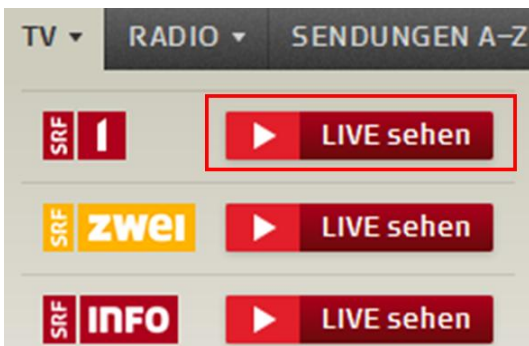 TV RADIO SENDUNGEN A–Z
SRF 1 LIVE sehen
SRF zwei LIVE sehen
SRF INFO LIVE sehen